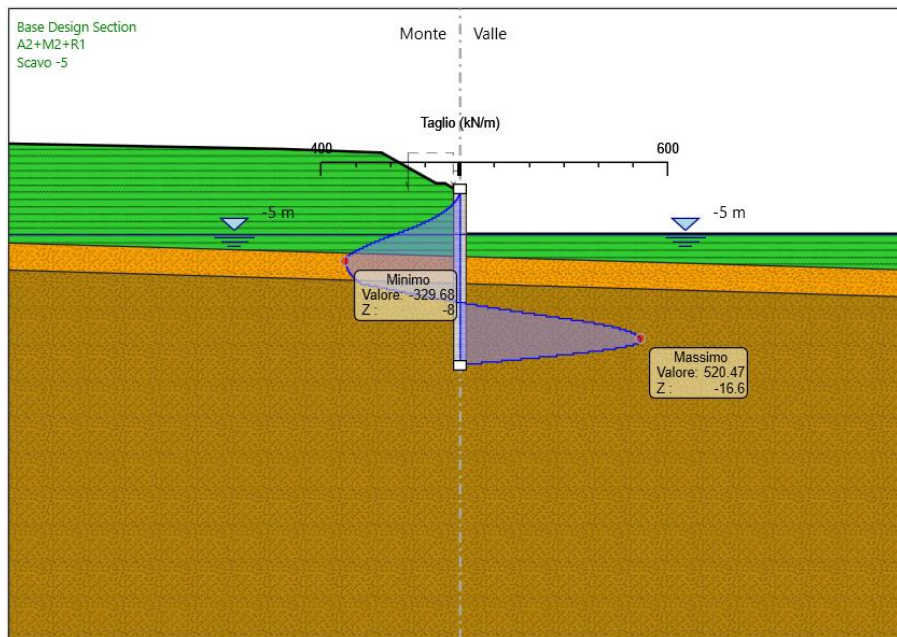 Base Design Section
A2+M2+R1
Scavo -5
Monte
Valle
Taglio (kN/m)
400
600
-5 m
-5 m
Minimo
Valore: -329.68
Z : -8
Massimo
Valore: 520.47
Z : -16.6